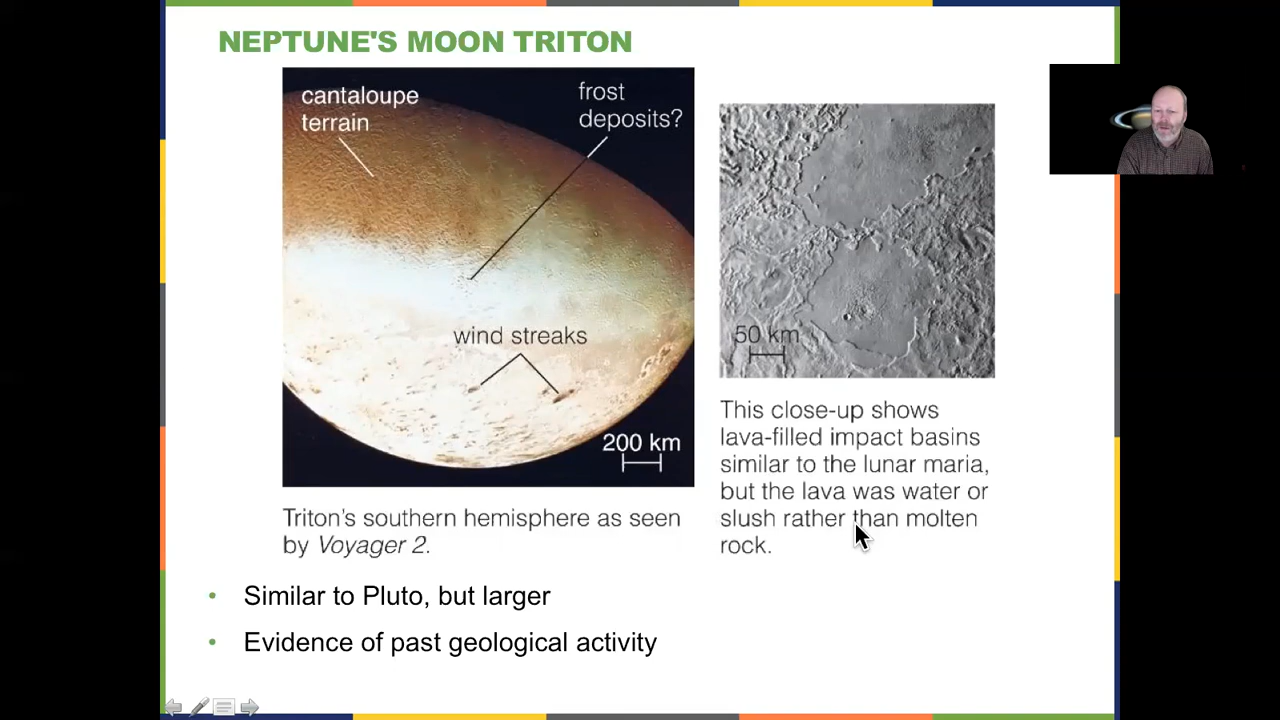 NEPTUNE'S MOON TRITON
cantaloupe
terrain
frost
deposits?
wind streaks
200 km
50 km
Triton's southern hemisphere as seen
by Voyager 2.
This close-up shows
lava-filled impact basins
similar to the lunar maria,
but the lava was water or
slush rather than molten
rock.
• Similar to Pluto, but larger
• Evidence of past geological activity